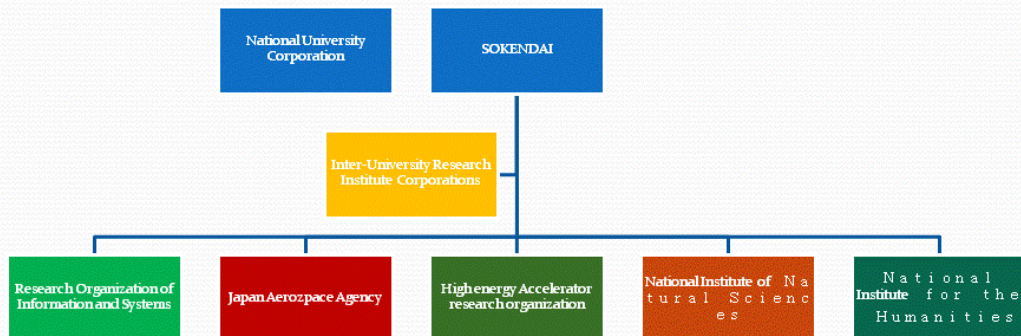 National University
Corporation
SOKENDAI
Inter-University Research
Institute Corporations
Research Organization of
Information and Systems
Japan Aerozpace Agency
High energy Accelerator
research organization
National Institute of Na
tural Scienc
es
National
Institute for the
Humanities